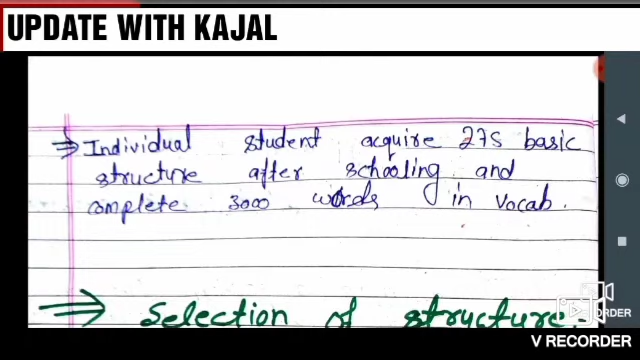 UPDATE WITH KAJAL
⇒ Individual student acquire 275 basic
structure after schooling and
complete 3000 words in vocab.
⇒ Selection of structure.
ORDER
V RECORDER